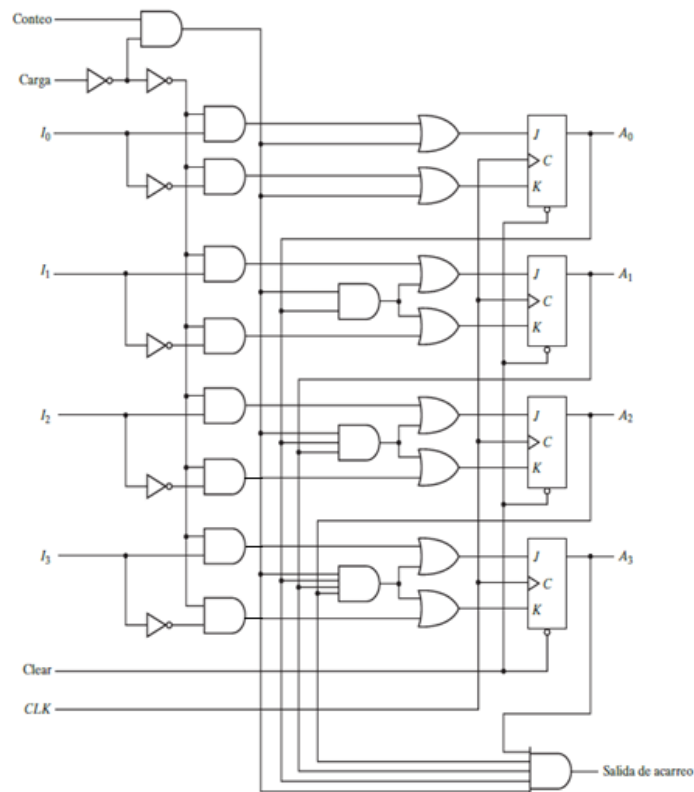 Conteo
Carga
I0
J
A0
C
K
I1
J
A1
C
K
I2
J
A2
C
K
I3
J
A3
C
K
Clear
CLK
Salida de acarreo